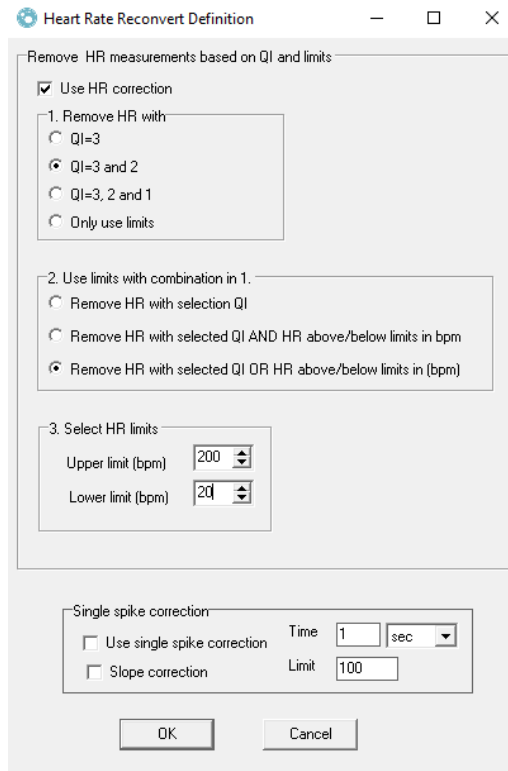 Heart Rate Reconvert Definition
Remove HR measurements based on QI and limits
Use HR correction
1. Remove HR with
QI=3
QI=3 and 2
QI=3, 2 and 1
Only use limits
2. Use limits with combination in 1.
Remove HR with selection QI
Remove HR with selected QI AND HR above/below limits in bpm
Remove HR with selected QI OR HR above/below limits in (bpm)
3. Select HR limits
Upper limit (bpm) 200
Lower limit (bpm) 20
Single spike correction
Use single spike correction Time 1 sec
Slope correction Limit 100
OK Cancel